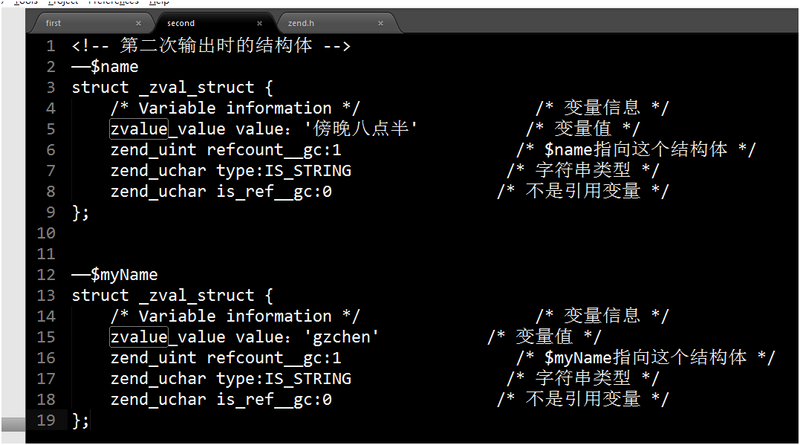 Tools Project Preferences Help
first × second × zend.h ×
1 <!-- 第二次输出时的结构体 -->
2 ——$name
3 struct _zval_struct {
4 /* Variable information */ /* 变量信息 */
5 zvalue_value value：'傍晚八点半' /* 变量值 */
6 zend_uint refcount__gc:1 /* $name指向这个结构体 */
7 zend_uchar type:IS_STRING /* 字符串类型 */
8 zend_uchar is_ref__gc:0 /* 不是引用变量 */
9 };
10
11
12 ——$myName
13 struct _zval_struct {
14 /* Variable information */ /* 变量信息 */
15 zvalue_value value：'gzchen' /* 变量值 */
16 zend_uint refcount__gc:1 /* $myName指向这个结构体 */
17 zend_uchar type:IS_STRING /* 字符串类型 */
18 zend_uchar is_ref__gc:0 /* 不是引用变量 */
19 };